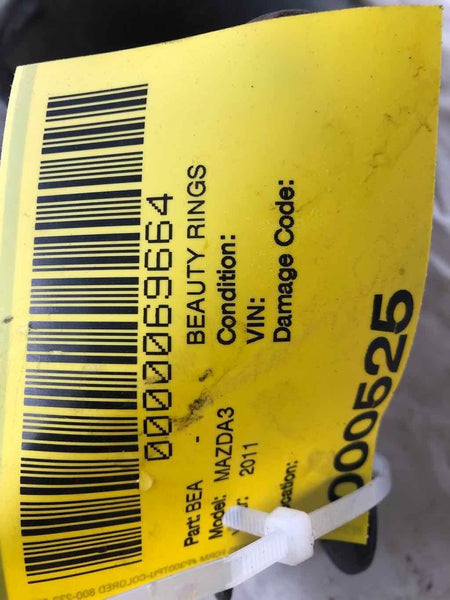 0000069664
Part: BEA - BEAUTY RINGS
Model: MAZDA3 Condition:
2011 VIN:
Damage Code:
000525